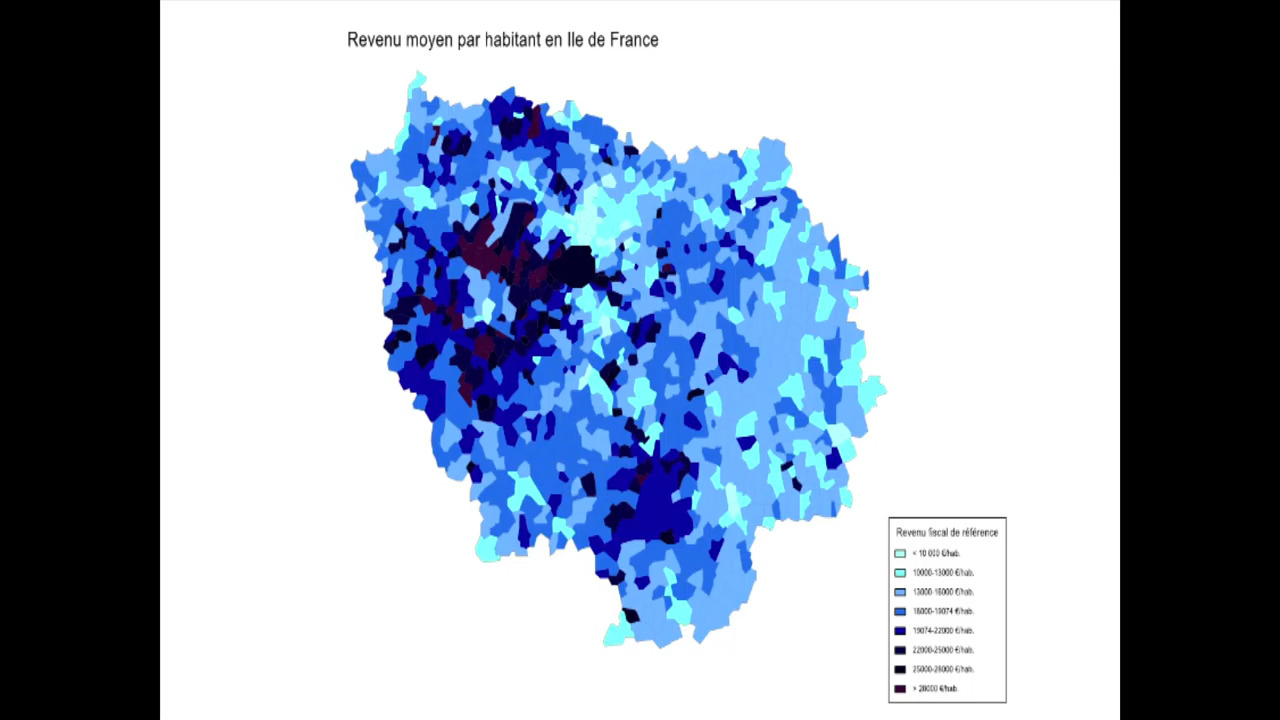 Revenu moyen par habitant en Ile de France
Revenu fiscal de référence
< 10 000 €/hab.
10000-13000 €/hab.
13000-16000 €/hab.
16000-19074 €/hab.
19074-22000 €/hab.
22000-25000 €/hab.
25000-28000 €/hab.
> 28000 €/hab.